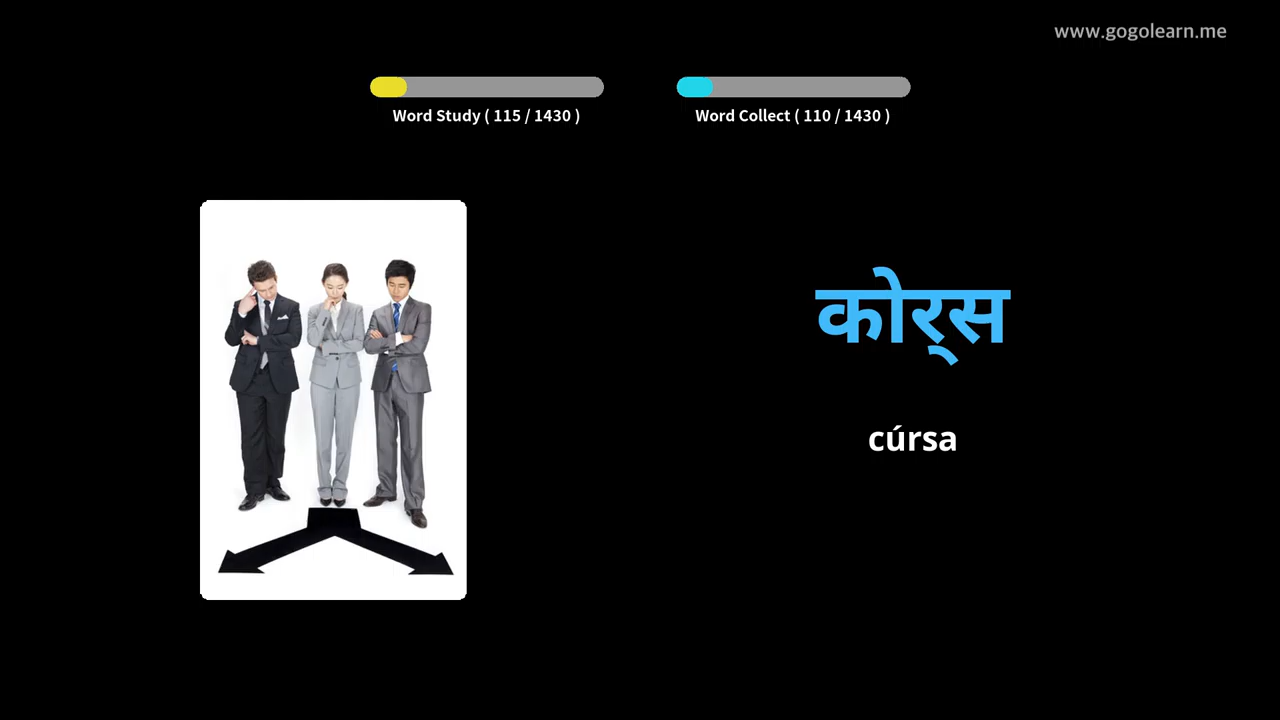 www.gogolearn.me
Word Study ( 115 / 1430 )
Word Collect ( 110 / 1430 )
कोर्‍स
cúrsa